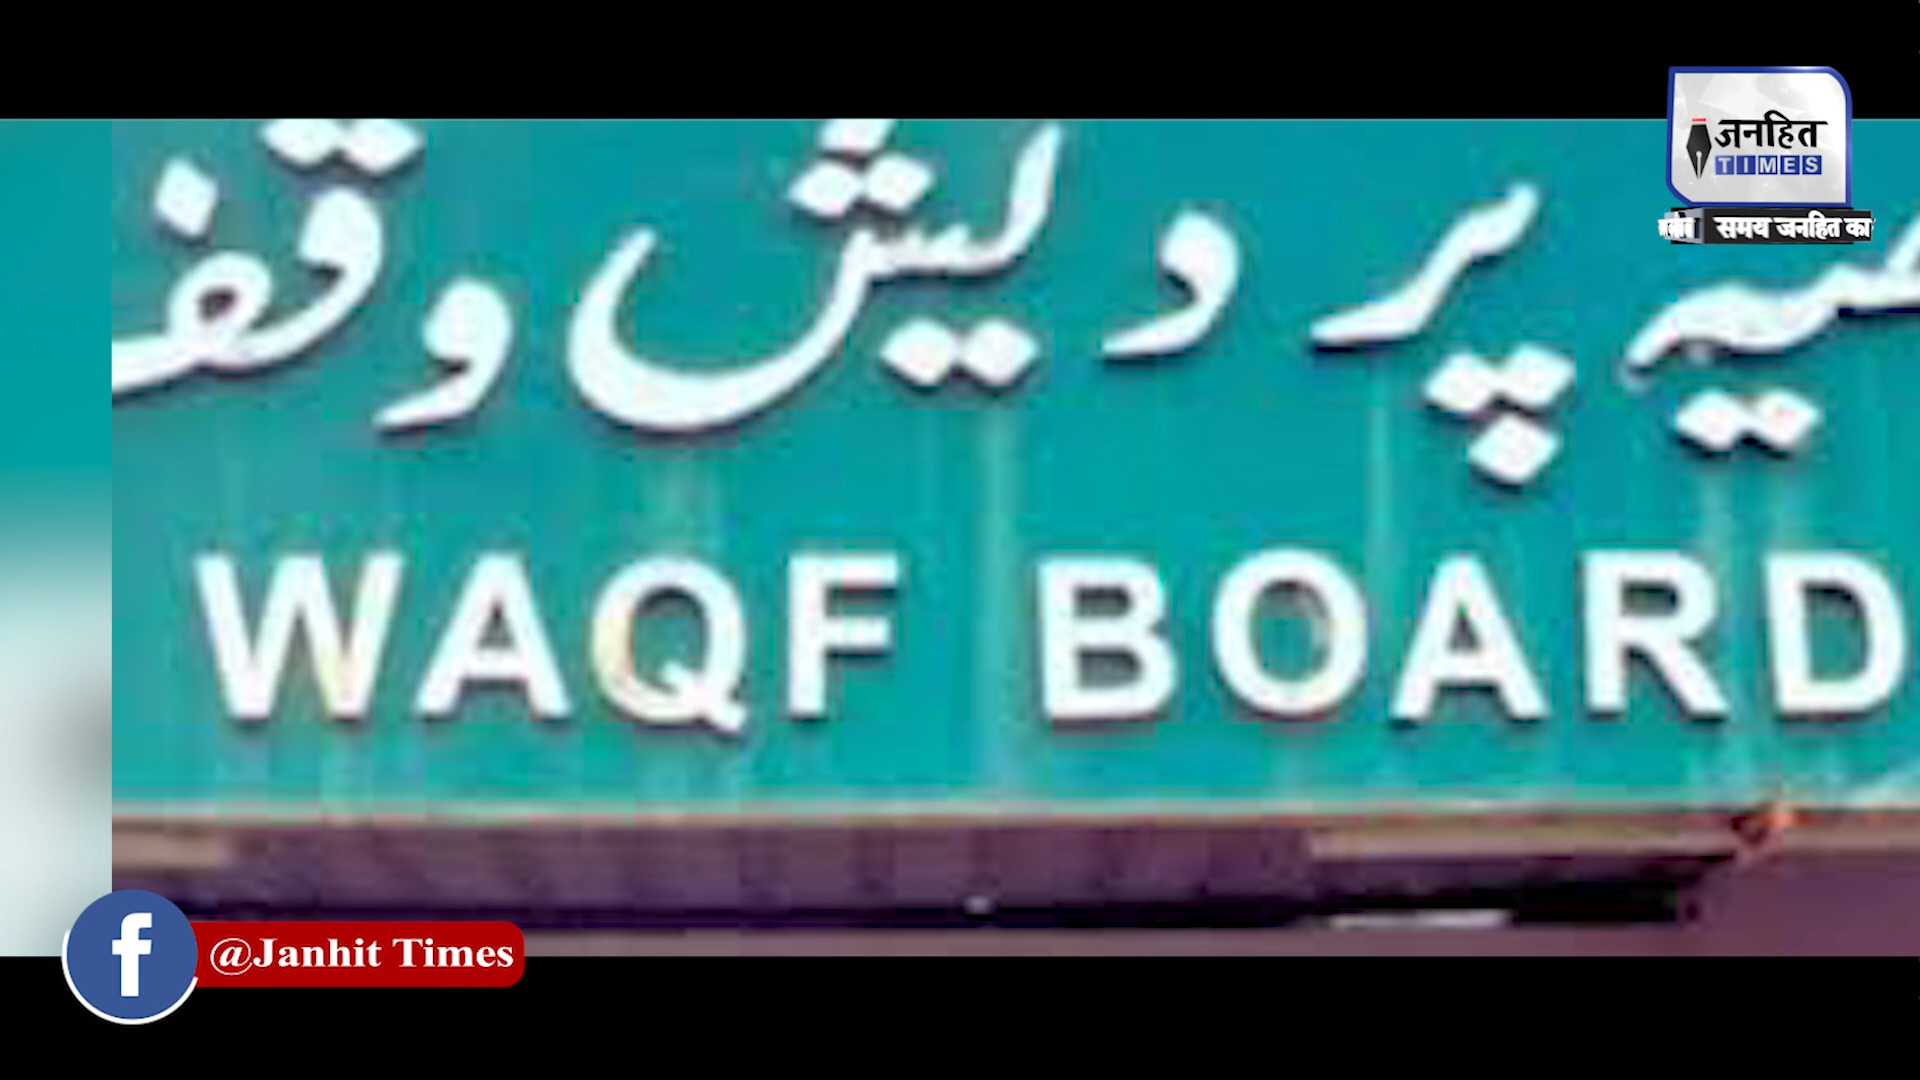 जनहित
TIMES
समय जनहित का
پردیش وقف
WAQF BOARD
@Janhit Times